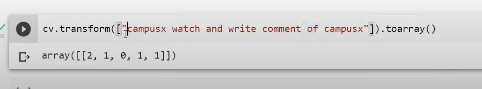 cv.transform(["campusx watch and write comment of campusx"]).toarray()
array([[2, 1, 0, 1, 1]])